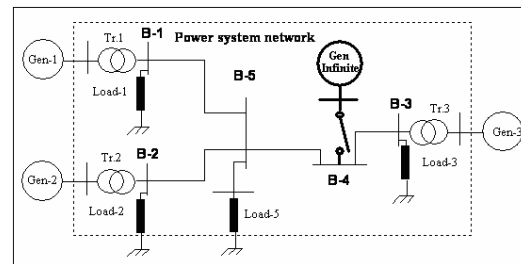 Power system network
Gen-1
Tr.1
B-1
Load-1
B-5
Gen
Infinite
B-3
Tr.3
Gen-3
Load-3
B-4
Gen-2
Tr.2
B-2
Load-2
Load-5